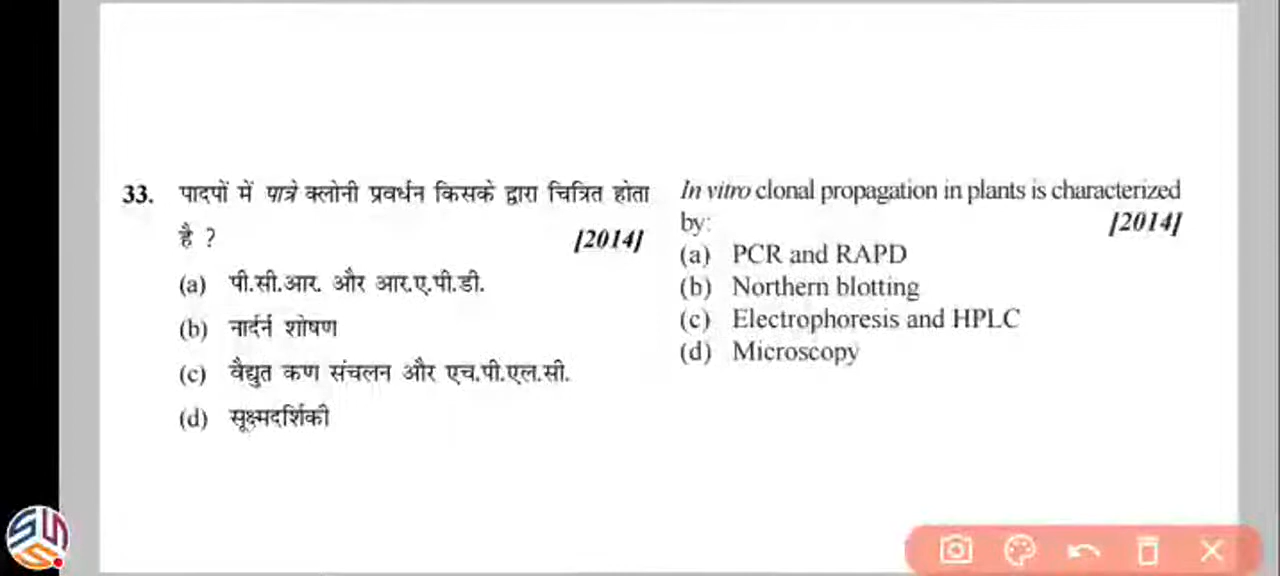 33. पादपों में पात्रे क्लोनी प्रवर्धन किसके द्वारा चित्रित होता
है ? [2014]
(a) पी.सी.आर. और आर.ए.पी.डी.
(b) नार्दर्न शोषण
(c) वैद्युत कण संचलन और एच.पी.एल.सी.
(d) सूक्ष्मदर्शिकी
In vitro clonal propagation in plants is characterized
by: [2014]
(a) PCR and RAPD
(b) Northern blotting
(c) Electrophoresis and HPLC
(d) Microscopy